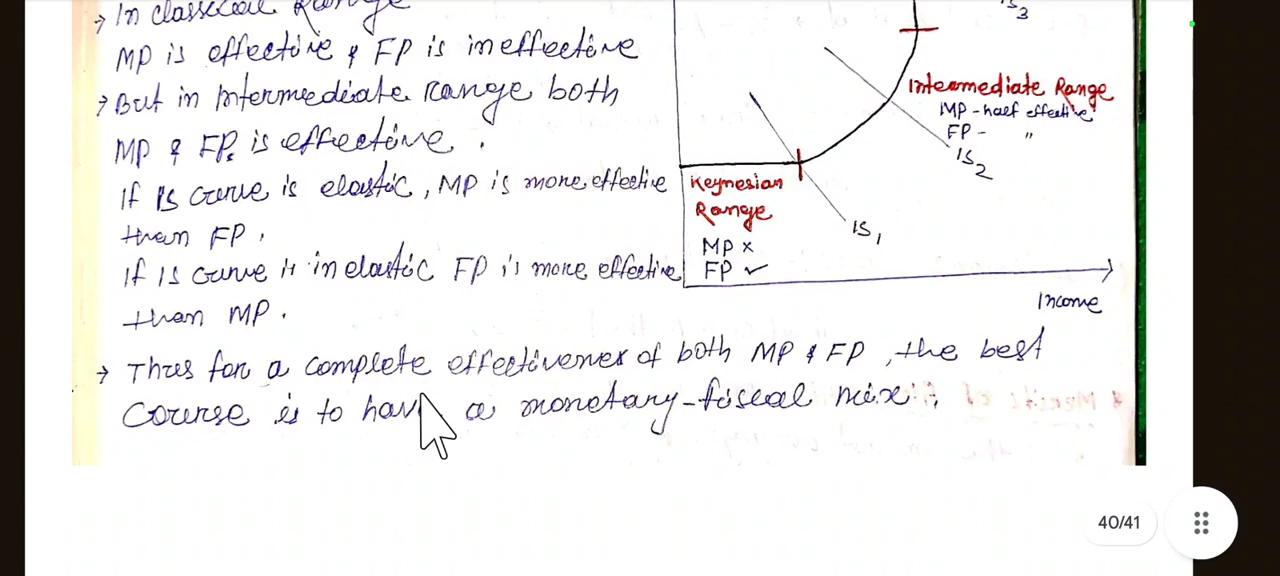 → In classical Range
MP is effective & FP is ineffective
→ But in Intermediate range both
MP & FP. is effective.
If IS curve is elastic, MP is more effective
than FP.
If IS curve is inelastic FP is more effective
than MP.
→ Thus for a complete effectiveness of both MP & FP, the best
course is to have a monetary-fiscal mix.
IS3
Intermediate Range
MP - half effective
FP - "
IS2
Keynesian
Range
MP ×
FP ✓
IS1
Income
40/41